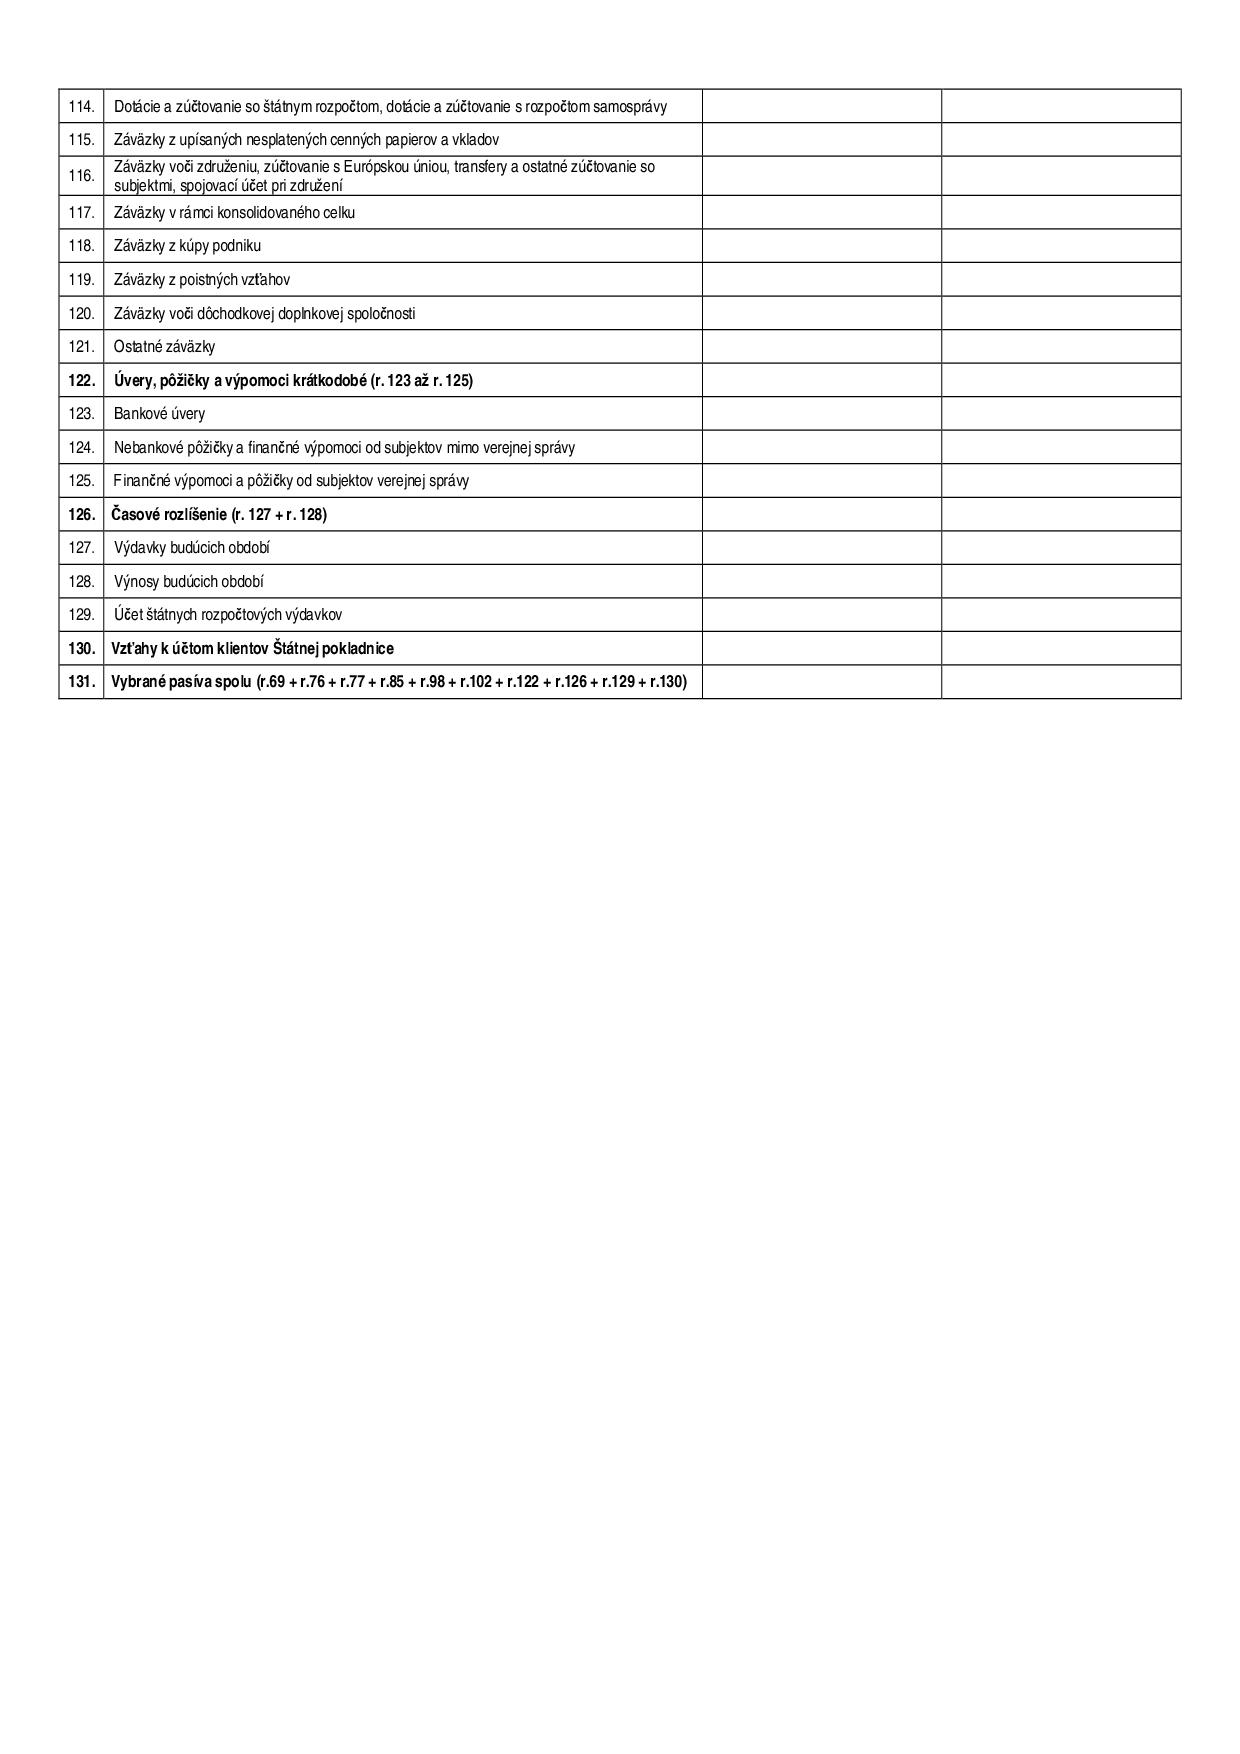 114. Dotácie a zúčtovanie so štátnym rozpočtom, dotácie a zúčtovanie s rozpočtom samosprávy
115. Záväzky z upísaných nesplatených cenných papierov a vkladov
116. Záväzky voči združeniu, zúčtovanie s Európskou úniou, transfery a ostatné zúčtovanie so
subjektmi, spojovací účet pri združení
117. Záväzky v rámci konsolidovaného celku
118. Záväzky z kúpy podniku
119. Záväzky z poistných vzťahov
120. Záväzky voči dôchodkovej doplnkovej spoločnosti
121. Ostatné záväzky
122. Úvery, pôžičky a výpomoci krátkodobé (r. 123 až r. 125)
123. Bankové úvery
124. Nebankové pôžičky a finančné výpomoci od subjektov mimo verejnej správy
125. Finančné výpomoci a pôžičky od subjektov verejnej správy
126. Časové rozlíšenie (r. 127 + r. 128)
127. Výdavky budúcich období
128. Výnosy budúcich období
129. Účet štátnych rozpočtových výdavkov
130. Vzťahy k účtom klientov Štátnej pokladnice
131. Vybrané pasíva spolu (r.69 + r.76 + r.77 + r.85 + r.98 + r.102 + r.122 + r.126 + r.129 + r.130)